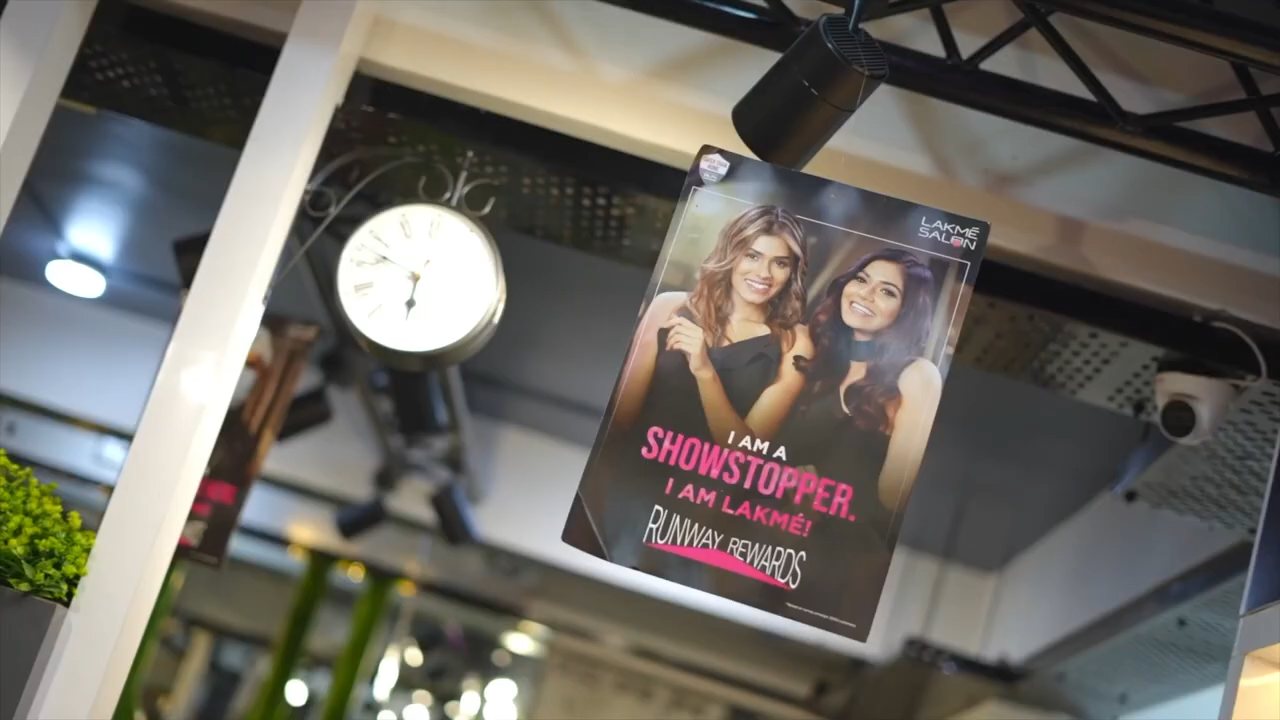 LAKMÉ
SALON
I AM A
SHOWSTOPPER.
I AM LAKMÉ!
RUNWAY REWARDS